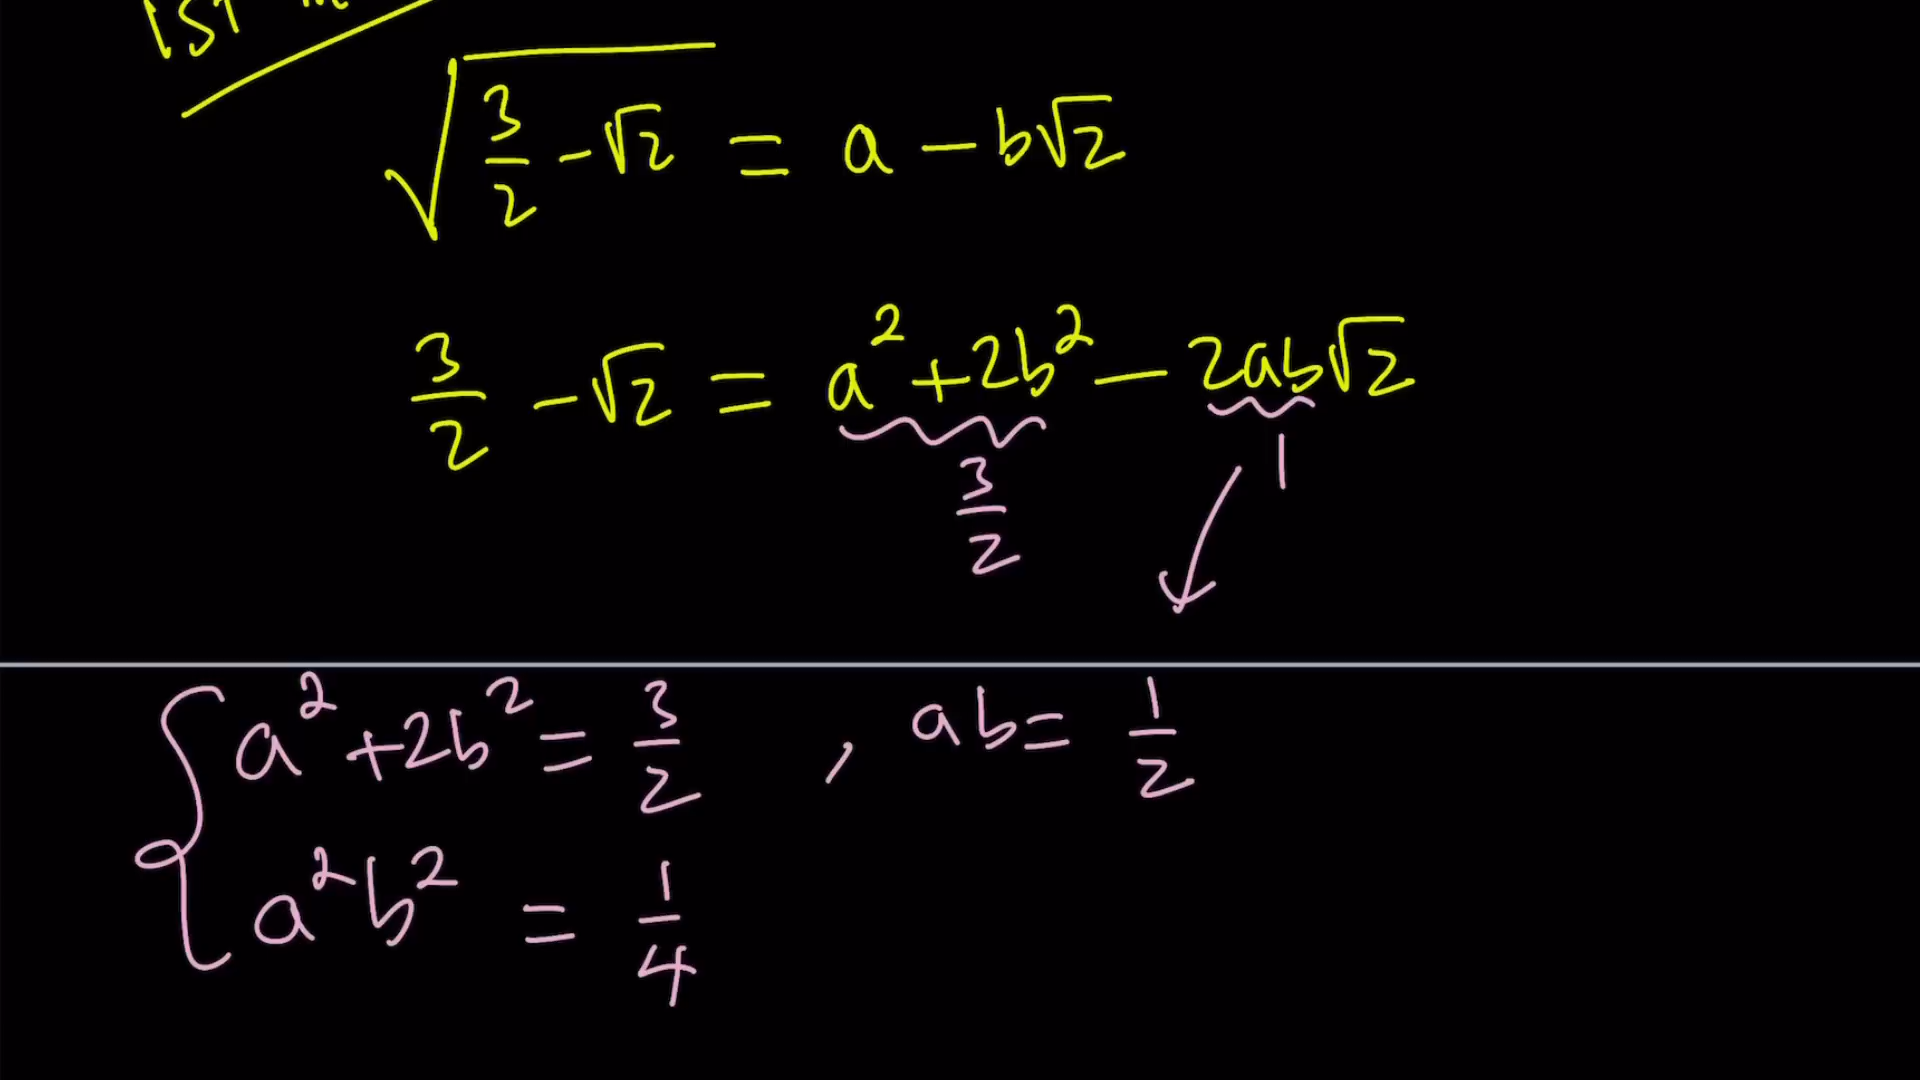 1st m
√(3/2 - √2) = a - b√2
3/2 - √2 = a² + 2b² - 2ab√2
3/2 1
a² + 2b² = 3/2 , ab = 1/2
a²b² = 1/4